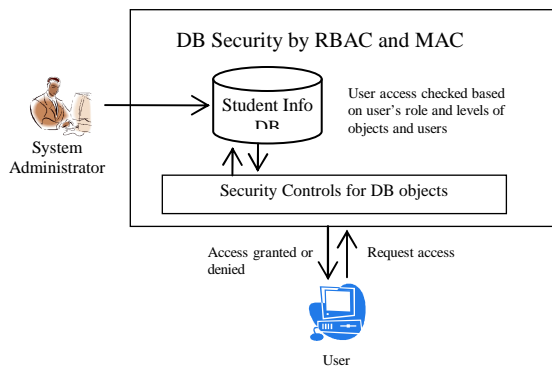 DB Security by RBAC and MAC
Student Info
DB
User access checked based
on user's role and levels of
objects and users
System
Administrator
Security Controls for DB objects
Access granted or
denied
Request access
User